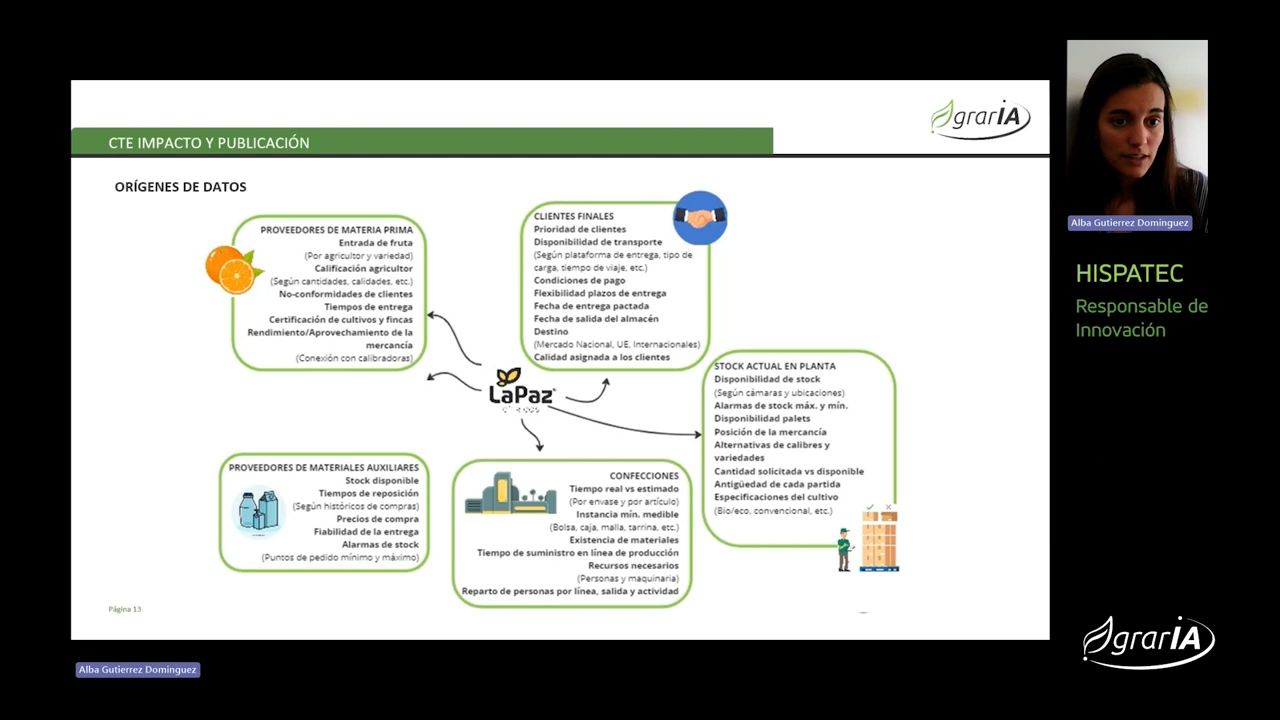 CTE IMPACTO Y PUBLICACIÓN
AgrarIA
ORÍGENES DE DATOS
PROVEEDORES DE MATERIA PRIMA
Entrada de fruta
(Por agricultor y variedad)
Calificación agricultor
(Según cantidades, calidades, etc.)
No-conformidades de clientes
Tiempos de entrega
Certificación de cultivos y fincas
Rendimiento/Aprovechamiento de la
mercancía
(Conexión con calibradoras)
CLIENTES FINALES
Prioridad de clientes
Disponibilidad de transporte
(Según plataforma de entrega, tipo de
carga, tiempo de viaje, etc.)
Condiciones de pago
Flexibilidad plazos de entrega
Fecha de entrega pactada
Fecha de salida del almacén
Destino
(Mercado Nacional, UE, Internacionales)
Calidad asignada a los clientes
STOCK ACTUAL EN PLANTA
Disponibilidad de stock
(Según cámaras y ubicaciones)
Alarmas de stock máx. y mín.
Disponibilidad palets
Posición de la mercancía
Alternativas de calibres y
variedades
Cantidad solicitada vs disponible
Antigüedad de cada partida
Especificaciones del cultivo
(Bio/eco, convencional, etc.)
LaPaz
PROVEEDORES DE MATERIALES AUXILIARES
Stock disponible
Tiempos de reposición
(Según históricos de compras)
Precios de compra
Fiabilidad de la entrega
Alarmas de stock
(Puntos de pedido mínimo y máximo)
CONFECCIONES
Tiempo real vs estimado
(Por envase y por artículo)
Instancia mín. medible
(Bolsa, caja, malla, tarrina, etc.)
Existencia de materiales
Tiempo de suministro en línea de producción
Recursos necesarios
(Personas y maquinaria)
Reparto de personas por línea, salida y actividad
Página 13
Alba Gutierrez Dominguez
Alba Gutierrez Dominguez
HISPATEC
Responsable de
Innovación
AgrarIA